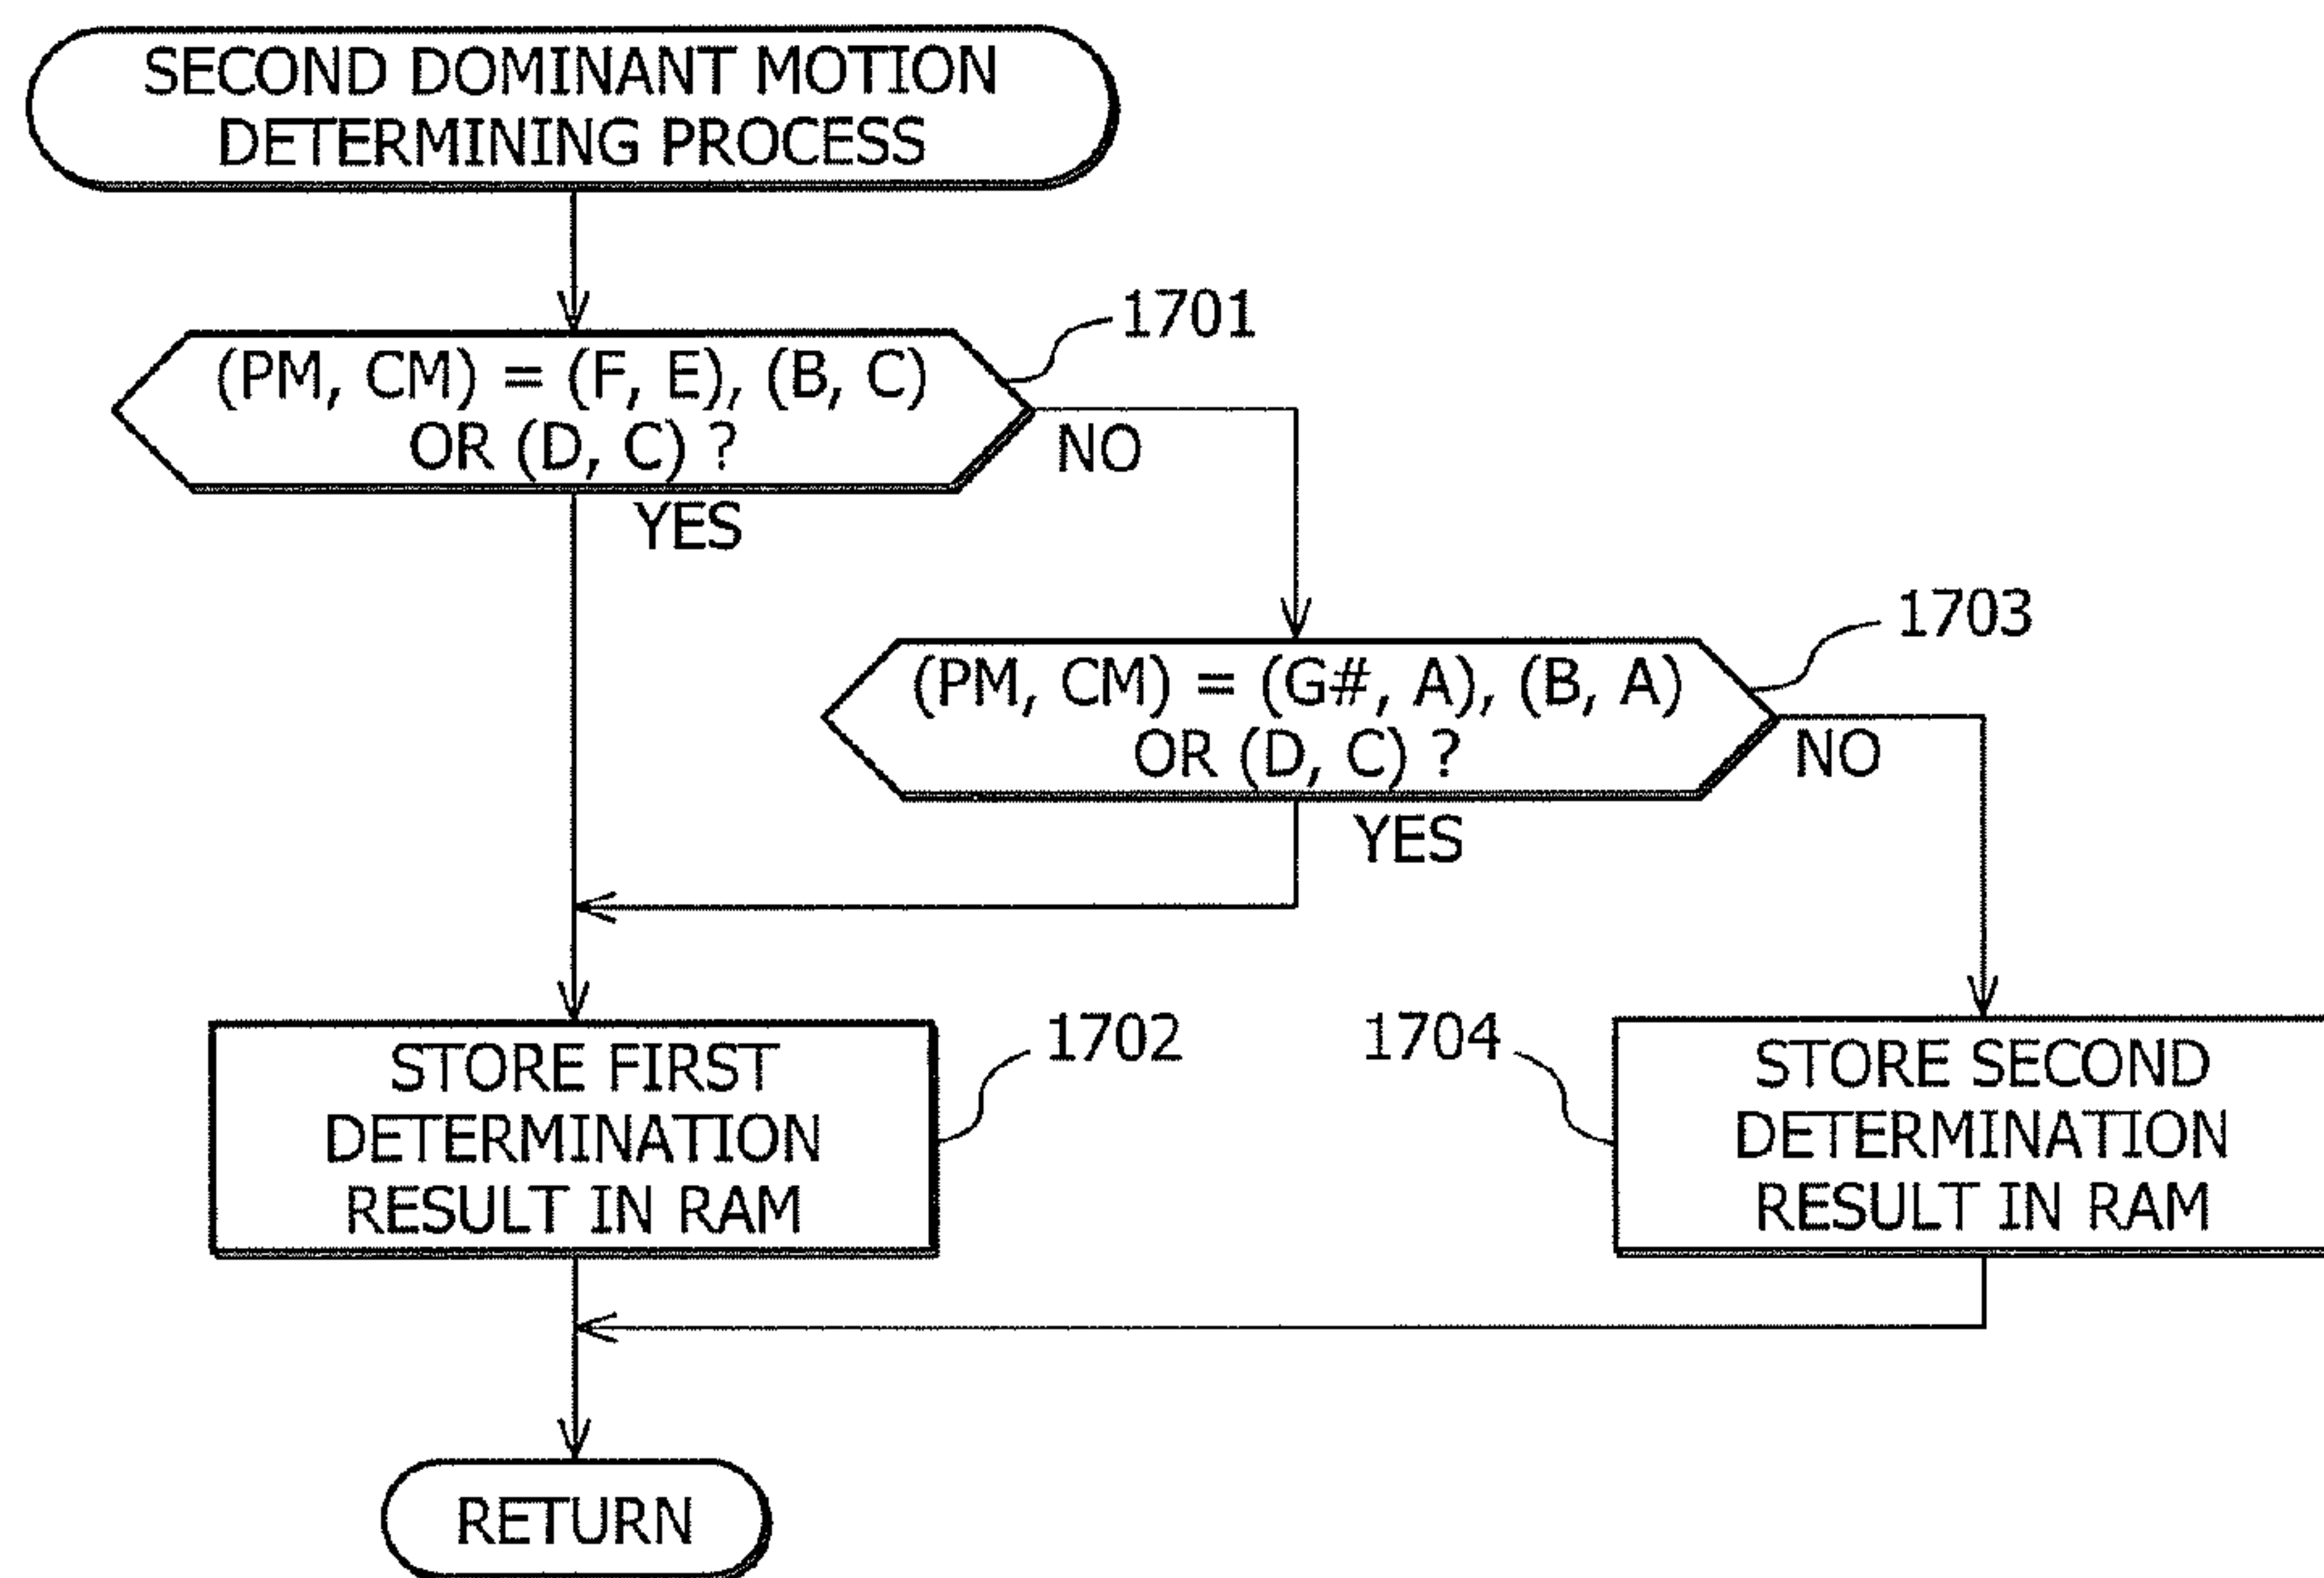 SECOND DOMINANT MOTION
DETERMINING PROCESS
1701
(PM, CM) = (F, E), (B, C)
OR (D, C) ?
NO
YES
1703
(PM, CM) = (G#, A), (B, A)
OR (D, C) ?
NO
YES
1702
STORE FIRST
DETERMINATION
RESULT IN RAM
1704
STORE SECOND
DETERMINATION
RESULT IN RAM
RETURN